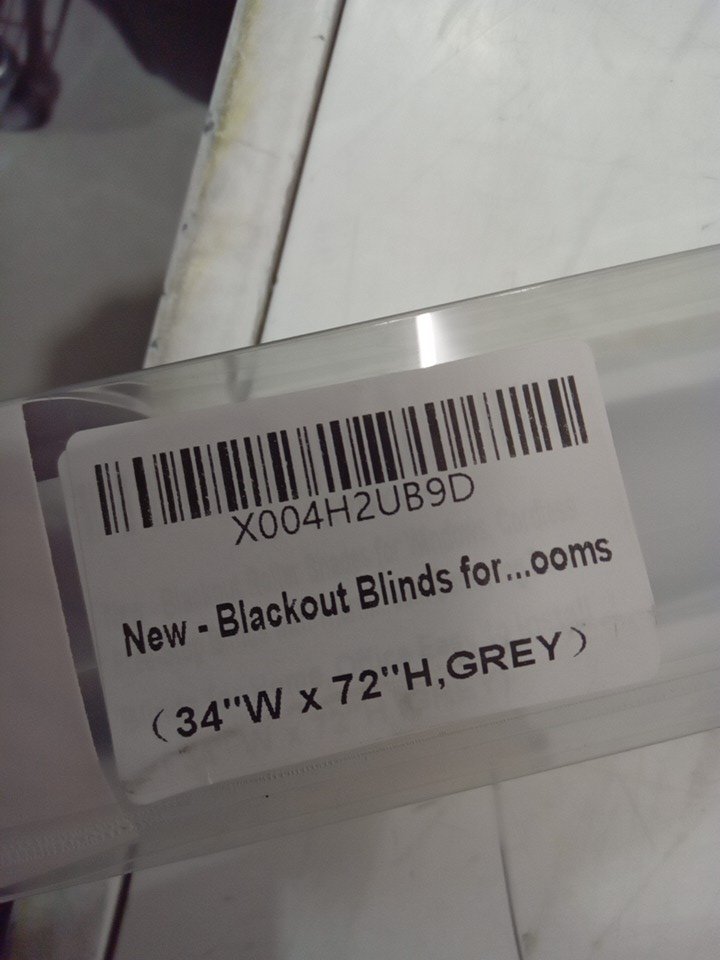 X004H2UB9D
New - Blackout Blinds for...ooms
（34"W x 72"H,GREY）